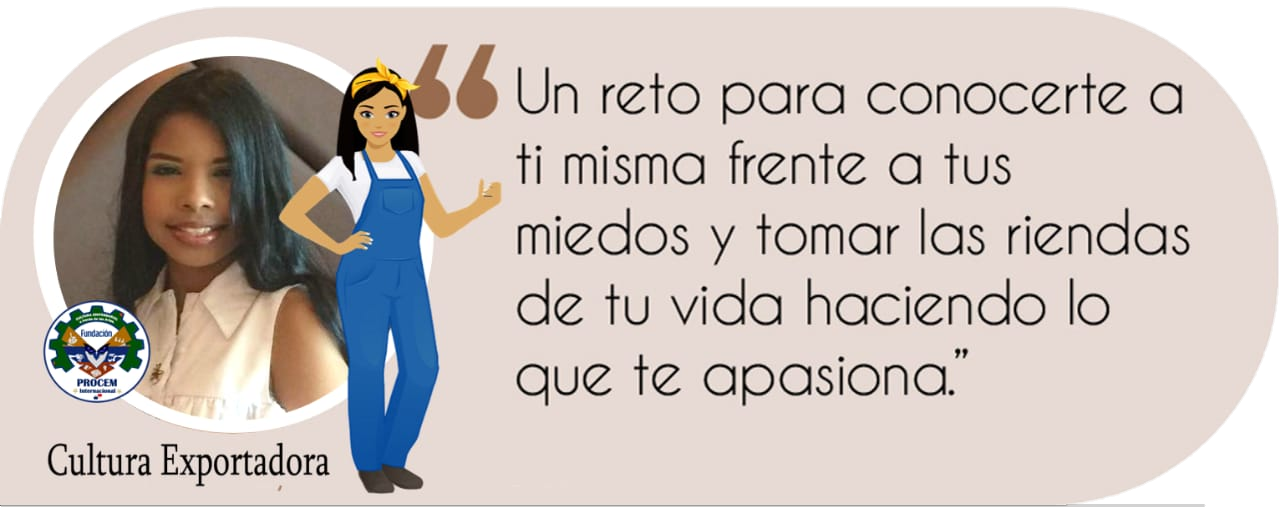 “Un reto para conocerte a
ti misma frente a tus
miedos y tomar las riendas
de tu vida haciendo lo
que te apasiona.”
Fundación
PROCEM
Internacional
Cultura Exportadora